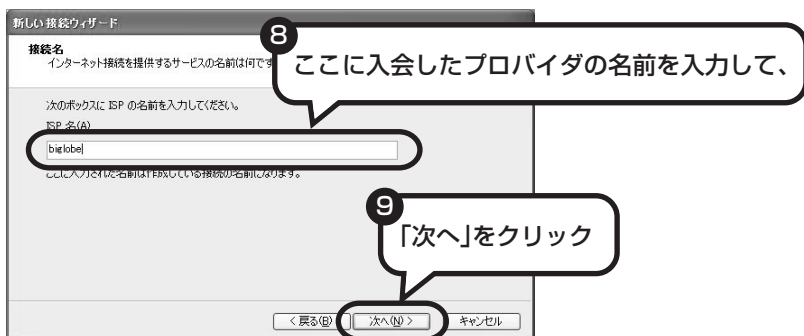 新しい接続ウィザード
接続名
インターネット接続を提供するサービスの名前は何です
8
ここに入会したプロバイダの名前を入力して、
次のボックスに ISP の名前を入力してください。
ISP 名(A)
biglobe
ここに入力された名前は作成している接続の名前になります。
9
「次へ」をクリック
< 戻る(B)
次へ(N) >
キャンセル